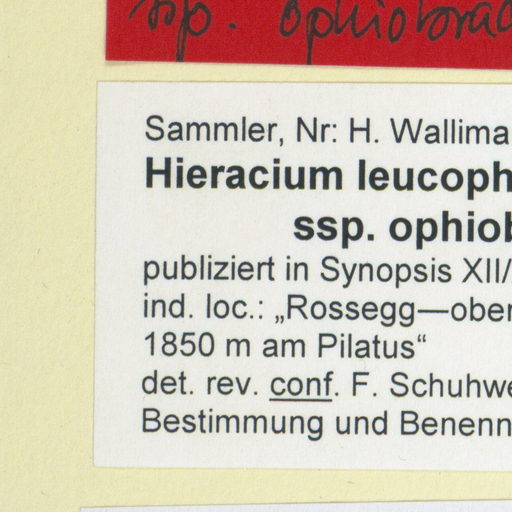 ssp. ophiobrac
Sammler, Nr: H. Wallima
Hieracium leucoph
ssp. ophiob
publiziert in Synopsis XII/
ind. loc.: „Rossegg—ober
1850 m am Pilatus“
det. rev. conf. F. Schuhwe
Bestimmung und Benenn